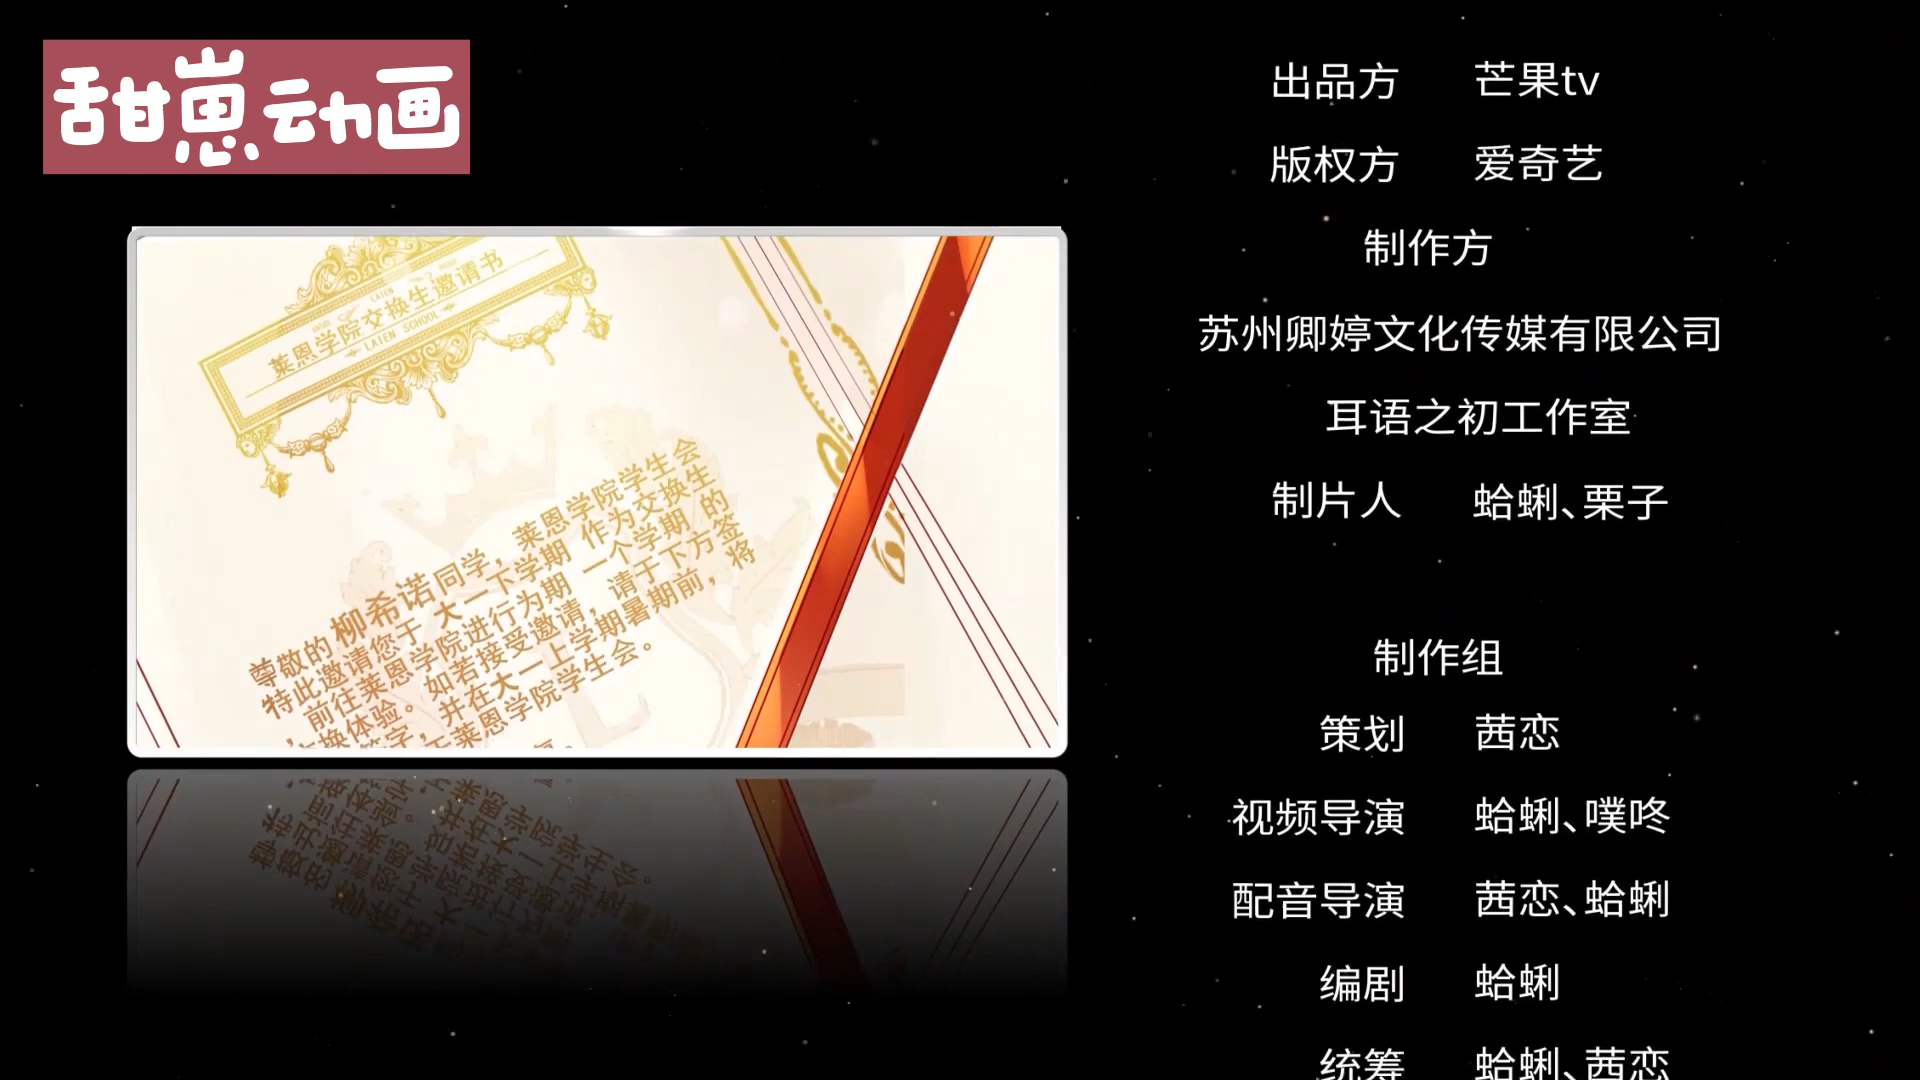 甜崽动画
LAIEN
莱恩学院交换生邀请书
LAIEN SCHOOL
尊敬的柳希诺同学，莱恩学院学生会
特此邀请您于 大一下学期 作为交换生
，前往莱恩学院进行为期 一个学期 的
换体验。如若接受邀请，请于下方签
字，并在大一上学期暑期前，将
莱恩学院学生会。
出品方 芒果tv
版权方 爱奇艺
制作方
苏州卿婷文化传媒有限公司
耳语之初工作室
制片人 蛤蜊、栗子
制作组
策划 茜恋
视频导演 蛤蜊、噗咚
配音导演 茜恋、蛤蜊
编剧 蛤蜊
统筹 蛤蜊、茜恋